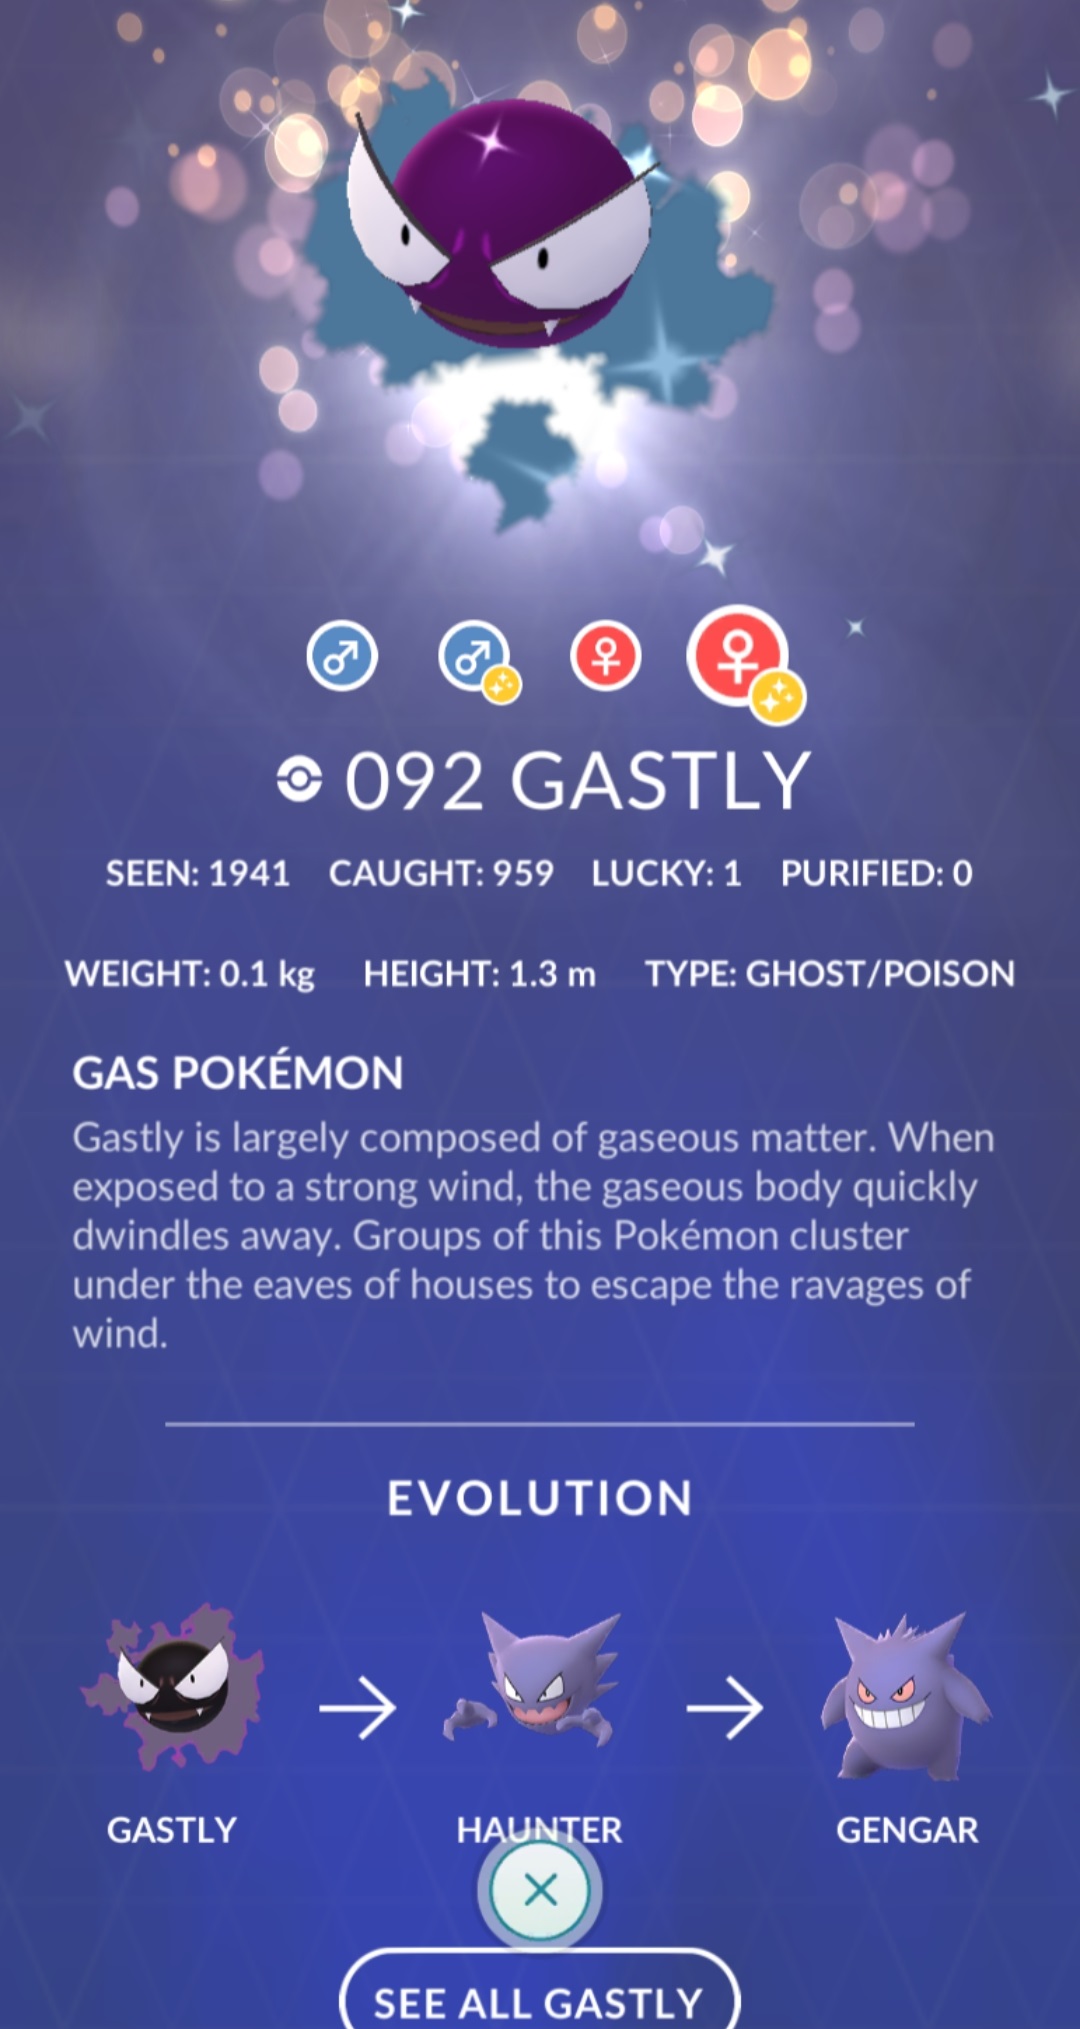 092 GASTLY
SEEN: 1941 CAUGHT: 959 LUCKY: 1 PURIFIED: 0
WEIGHT: 0.1 kg HEIGHT: 1.3 m TYPE: GHOST/POISON
GAS POKÉMON
Gastly is largely composed of gaseous matter. When
exposed to a strong wind, the gaseous body quickly
dwindles away. Groups of this Pokémon cluster
under the eaves of houses to escape the ravages of
wind.
EVOLUTION
GASTLY HAUNTER GENGAR
SEE ALL GASTLY